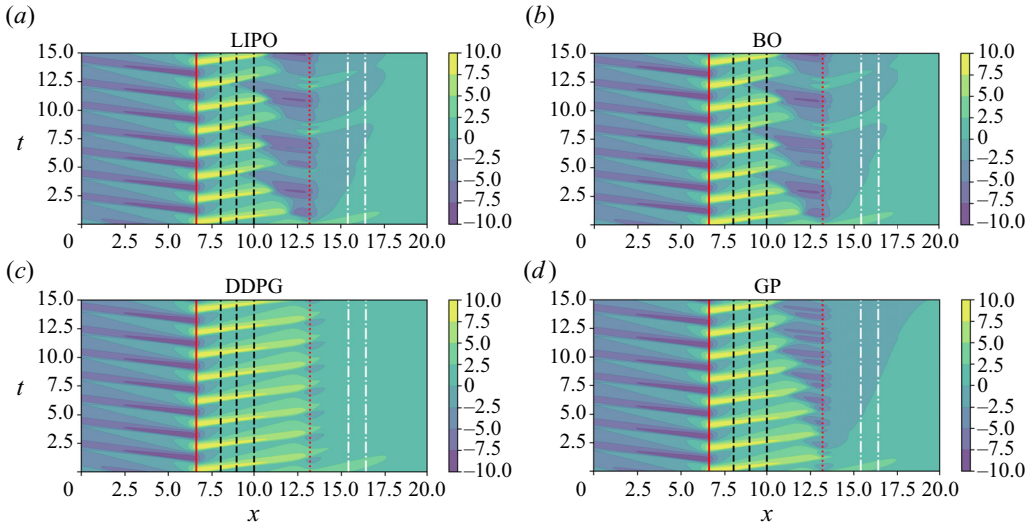 (a) (b)
LIPO BO
15.0 10.0 15.0 10.0
12.5 7.5 12.5 7.5
10.0 5.0 10.0 5.0
t 7.5 2.5 7.5 2.5
0 0
5.0 −2.5 5.0 −2.5
2.5 −5.0 2.5 −5.0
−7.5 −7.5
−10.0 −10.0
0 2.5 5.0 7.5 10.0 12.5 15.0 17.5 20.0 0 2.5 5.0 7.5 10.0 12.5 15.0 17.5 20.0
(c) (d)
DDPG GP
15.0 10.0 15.0 10.0
12.5 7.5 12.5 7.5
10.0 5.0 10.0 5.0
t 7.5 2.5 7.5 2.5
0 0
5.0 −2.5 5.0 −2.5
2.5 −5.0 2.5 −5.0
−7.5 −7.5
−10.0 −10.0
0 2.5 5.0 7.5 10.0 12.5 15.0 17.5 20.0 0 2.5 5.0 7.5 10.0 12.5 15.0 17.5 20.0
x x